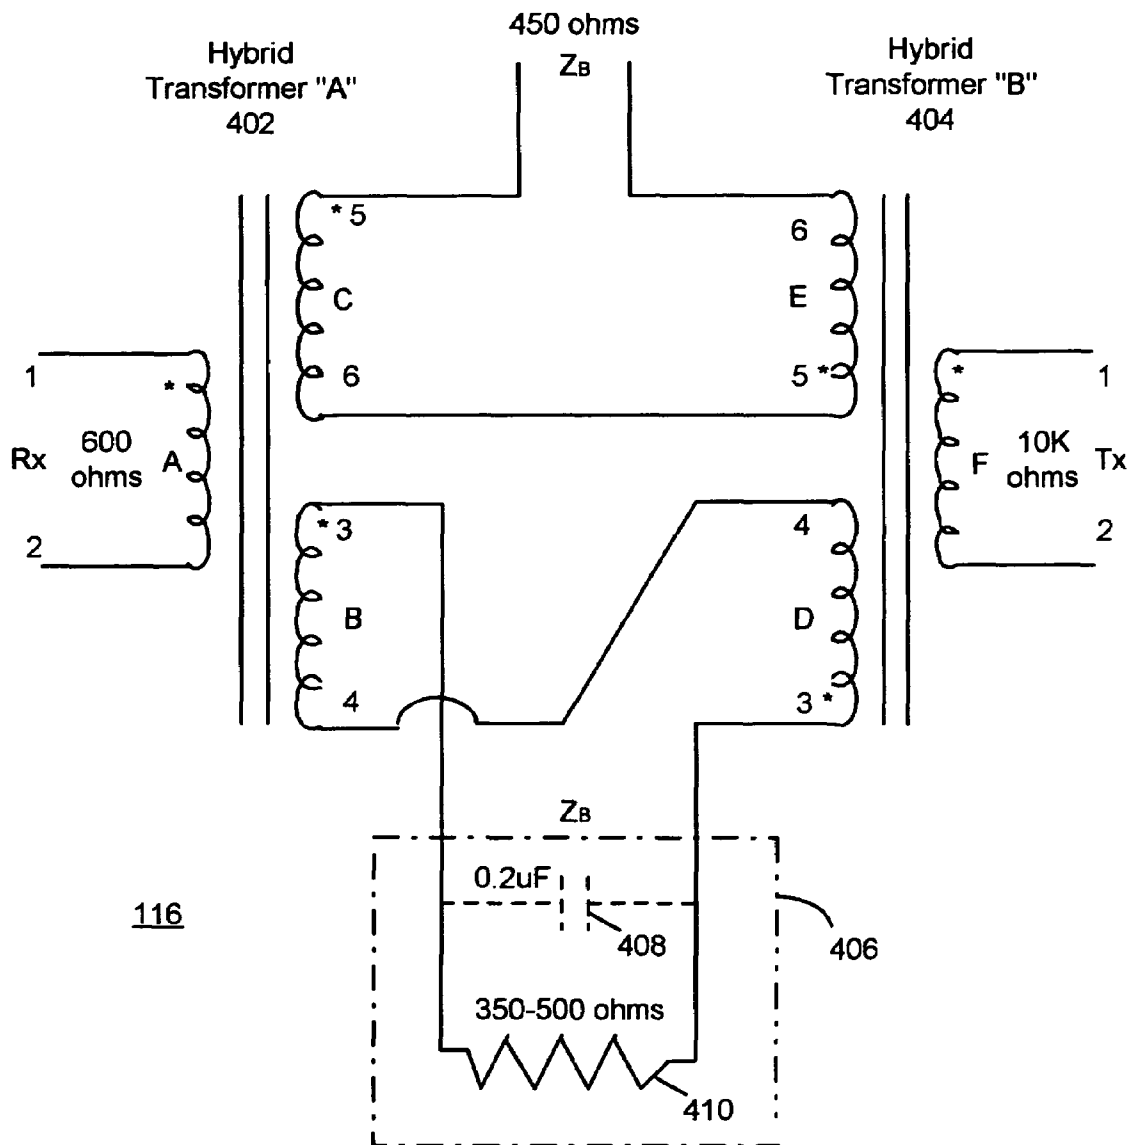 450 ohms
ZB
Hybrid
Transformer "A"
402
Hybrid
Transformer "B"
404
*5
6
C
E
6
5*
1
*
Rx
600
ohms
A
2
*
1
F
10K
ohms
Tx
2
*3
4
B
D
4
3*
ZB
0.2uF
408
406
116
350-500 ohms
410